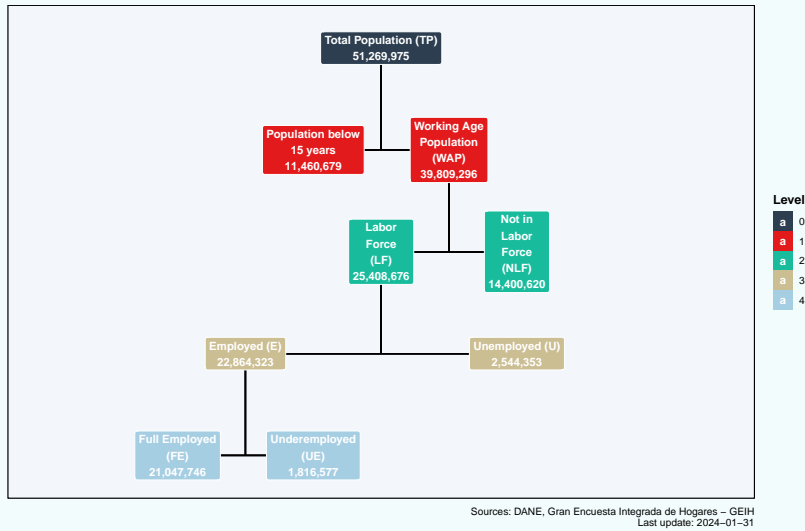 Total Population (TP)
51,269,975
Population below
15 years
11,460,679
Working Age
Population
(WAP)
39,809,296
Labor
Force
(LF)
25,408,676
Not in
Labor
Force
(NLF)
14,400,620
Employed (E)
22,864,323
Unemployed (U)
2,544,353
Full Employed
(FE)
21,047,746
Underemployed
(UE)
1,816,577
Level
a 0
a 1
a 2
a 3
a 4
Sources: DANE, Gran Encuesta Integrada de Hogares – GEIH
Last update: 2024–01–31